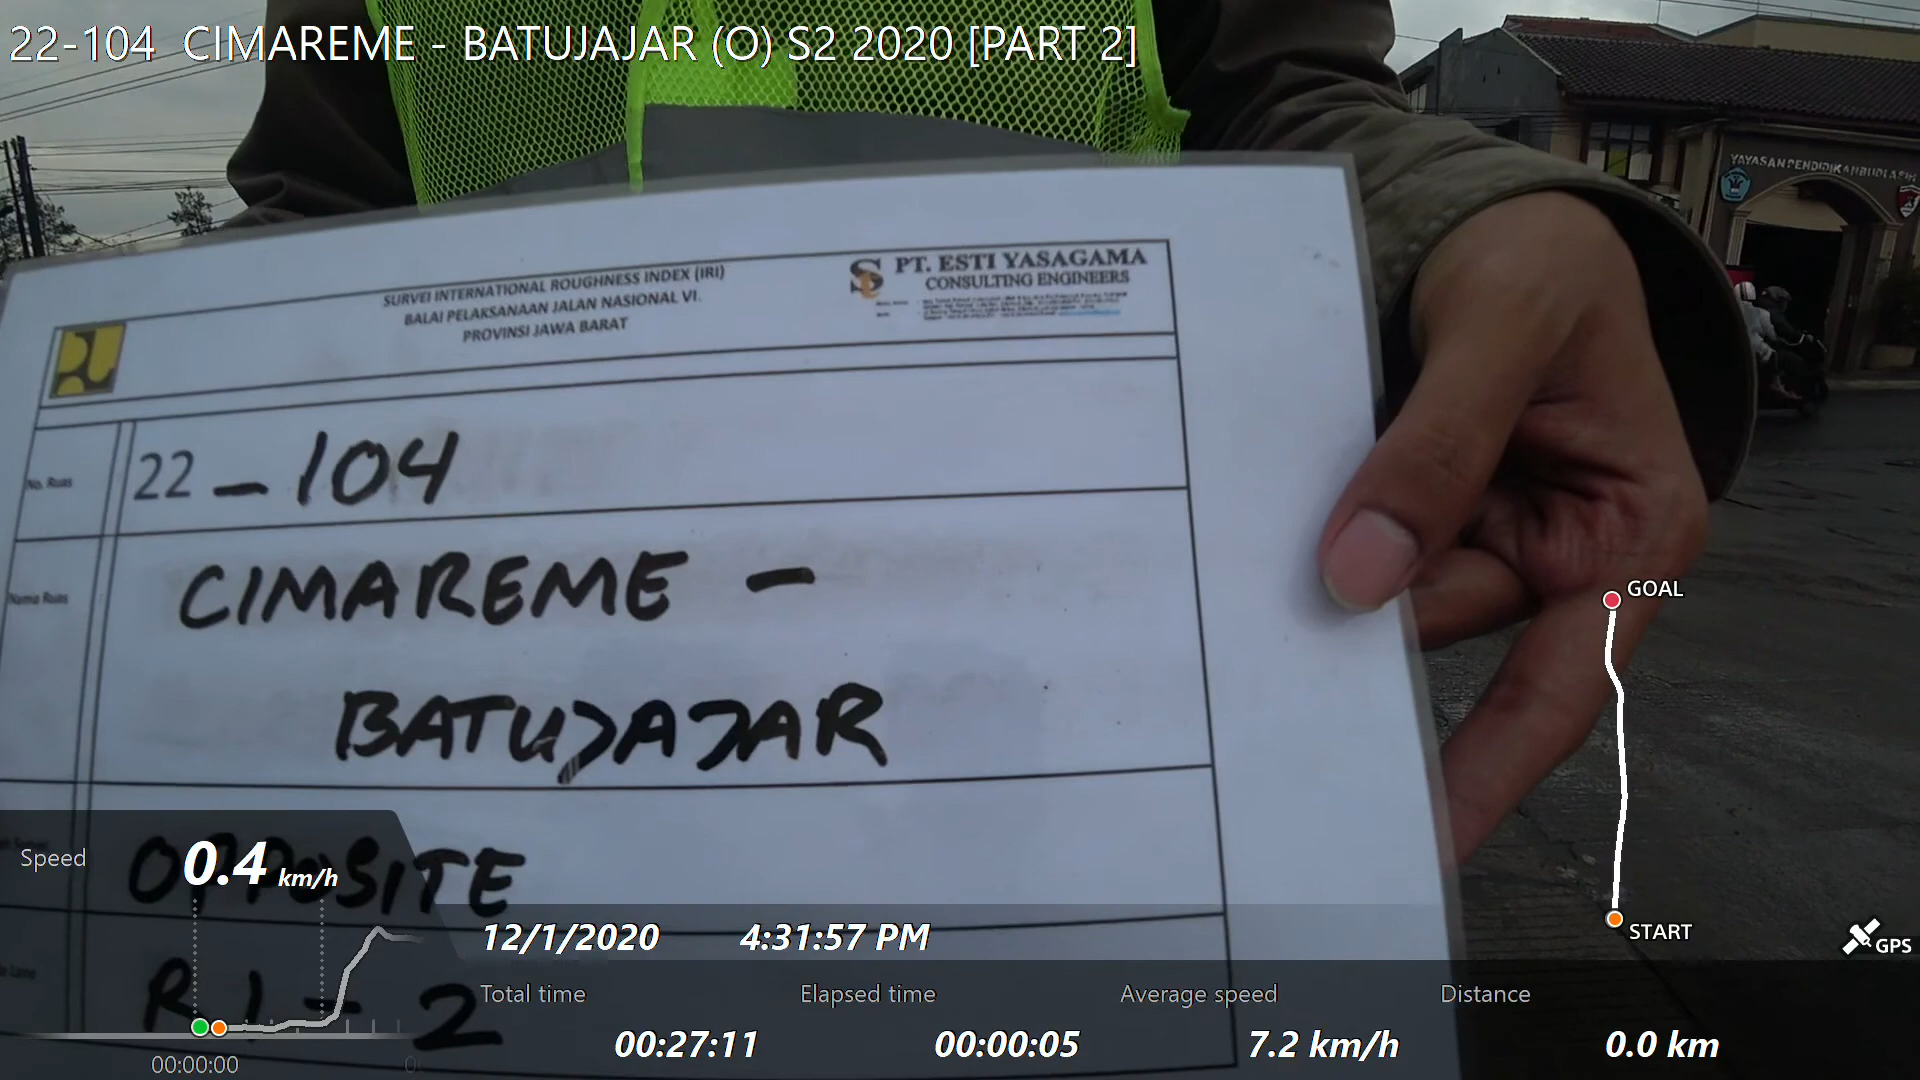 22-104 CIMAREME - BATUJAJAR (O) S2 2020 [PART 2]
YAYASAN PENDIDIKAN BUDI ASIH
SURVEI INTERNATIONAL ROUGHNESS INDEX (IRI)
BALAI PELAKSANAAN JALAN NASIONAL VI.
PROVINSI JAWA BARAT
PT. ESTI YASAGAMA
CONSULTING ENGINEERS
No. Ruas
22 - 104
Nama Ruas
CIMAREME -
BATUJAJAR
OPPOSITE
Lane
R 1 - 2
GOAL
START
GPS
Speed
0.4 km/h
00:00:00
12/1/2020 4:31:57 PM
Total time
00:27:11
Elapsed time
00:00:05
Average speed
7.2 km/h
Distance
0.0 km